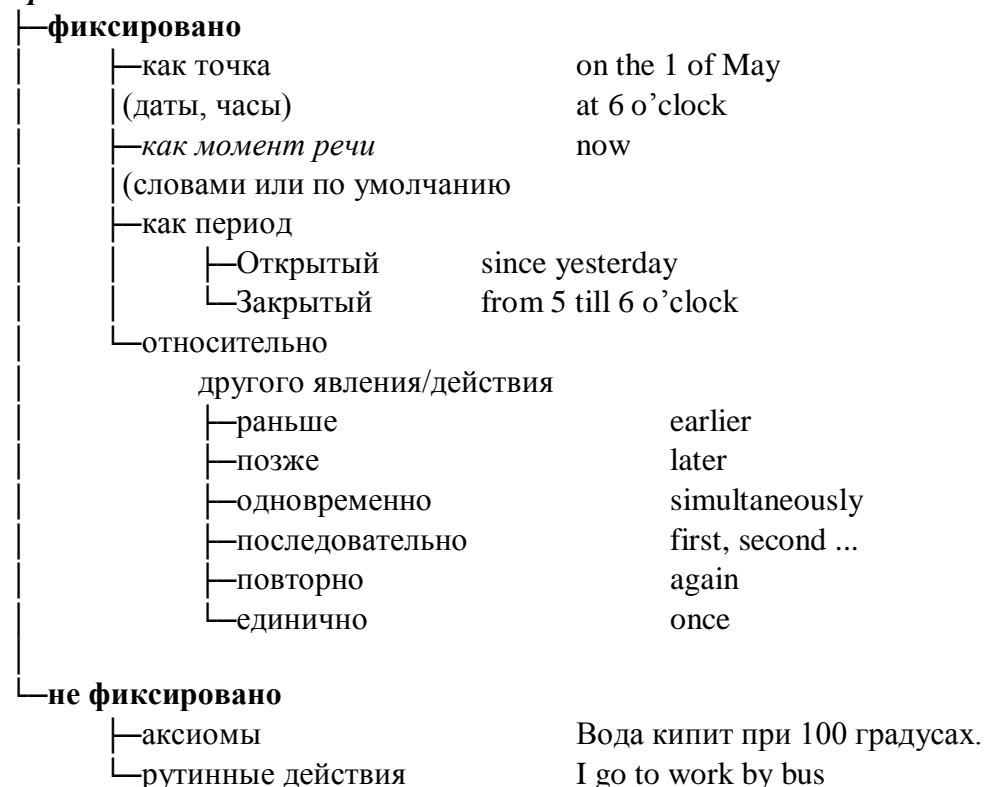 фиксировано
как точка on the 1 of May
(даты, часы) at 6 o’clock
как момент речи now
(словами или по умолчанию
как период
Открытый since yesterday
Закрытый from 5 till 6 o’clock
относительно
другого явления/действия
раньше earlier
позже later
одновременно simultaneously
последовательно first, second ...
повторно again
единично once
не фиксировано
аксиомы Вода кипит при 100 градусах.
рутинные действия I go to work by bus